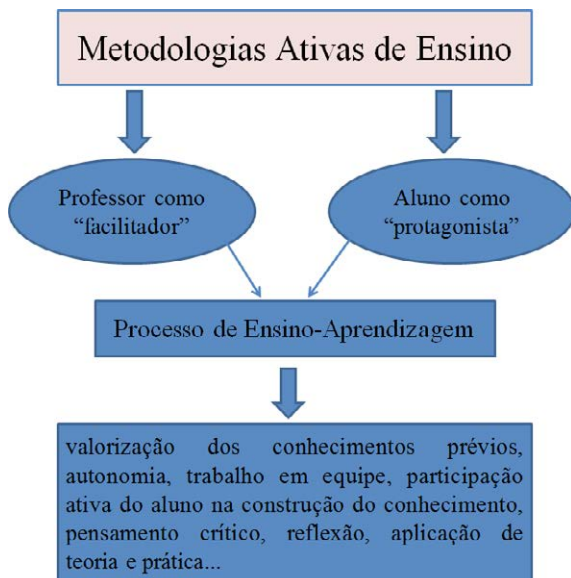 Metodologias Ativas de Ensino
Professor como
“facilitador”
Aluno como
“protagonista”
Processo de Ensino-Aprendizagem
valorização dos conhecimentos prévios,
autonomia, trabalho em equipe, participação
ativa do aluno na construção do conhecimento,
pensamento crítico, reflexão, aplicação de
teoria e prática...